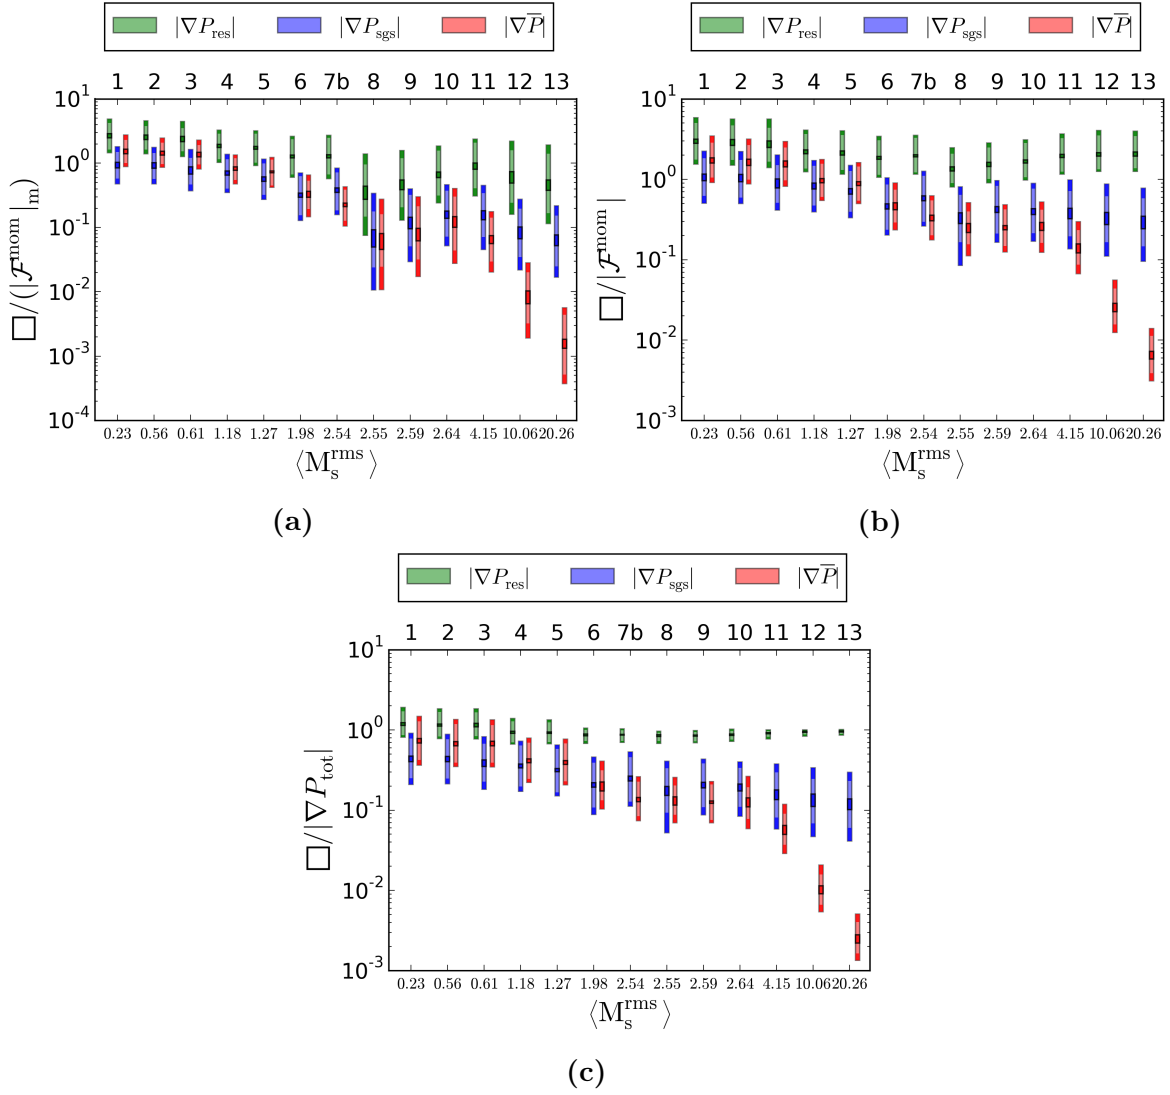 |∇P_res| |∇P_sgs| |∇P̅|
1 2 3 4 5 6 7b 8 9 10 11 12 13
10^1
10^0
10^-1
10^-2
10^-3
10^-4
□/(|𝓕^mom|_m)
0.23 0.56 0.61 1.18 1.27 1.98 2.54 2.55 2.59 2.64 4.15 10.06 20.26
⟨M_s^rms⟩
(a)
|∇P_res| |∇P_sgs| |∇P̅|
1 2 3 4 5 6 7b 8 9 10 11 12 13
10^1
10^0
10^-1
10^-2
10^-3
□/|𝓕^mom|
0.23 0.56 0.61 1.18 1.27 1.98 2.54 2.55 2.59 2.64 4.15 10.06 20.26
⟨M_s^rms⟩
(b)
|∇P_res| |∇P_sgs| |∇P̅|
1 2 3 4 5 6 7b 8 9 10 11 12 13
10^1
10^0
10^-1
10^-2
10^-3
□/|∇P_tot|
0.23 0.56 0.61 1.18 1.27 1.98 2.54 2.55 2.59 2.64 4.15 10.06 20.26
⟨M_s^rms⟩
(c)